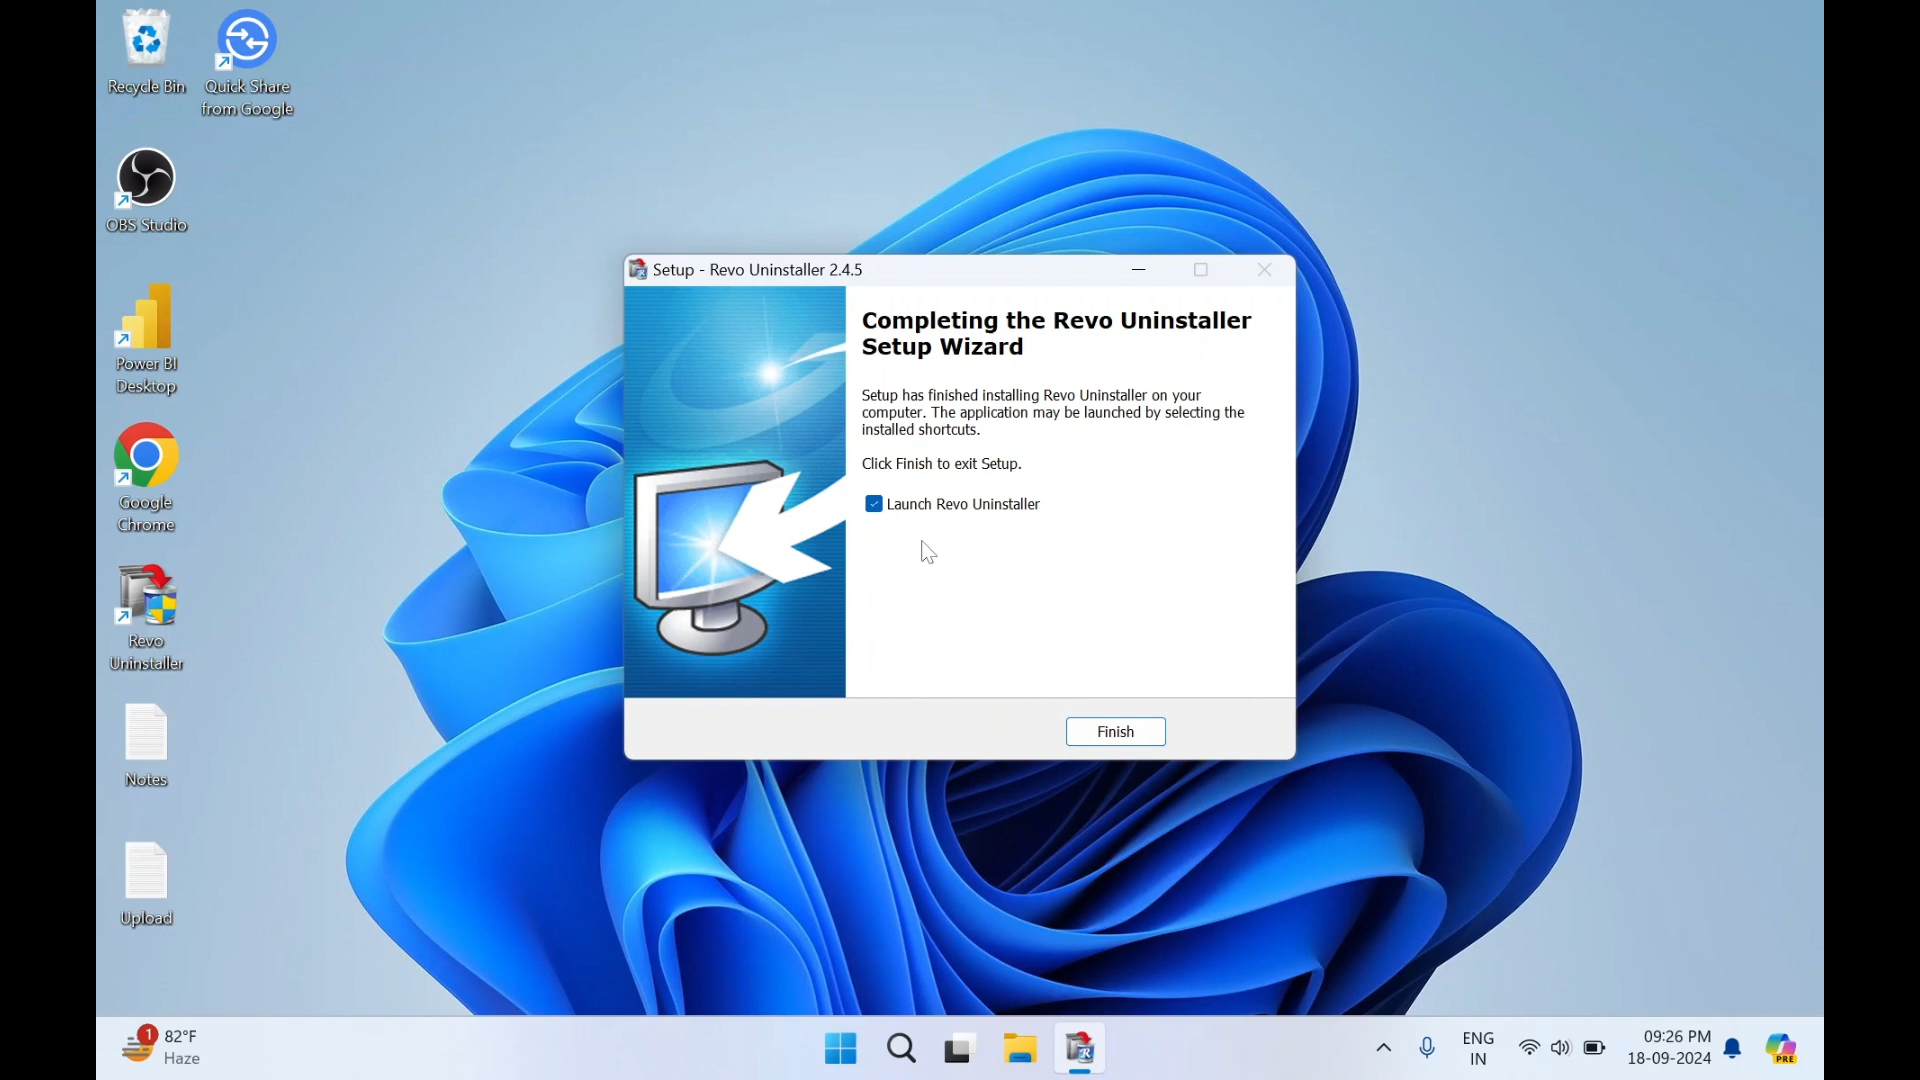 Recycle Bin
Quick Share
from Google
OBS Studio
Power BI
Desktop
Google
Chrome
Revo
Uninstaller
Notes
Upload
Setup - Revo Uninstaller 2.4.5
Completing the Revo Uninstaller
Setup Wizard
Setup has finished installing Revo Uninstaller on your
computer. The application may be launched by selecting the
installed shortcuts.
Click Finish to exit Setup.
Launch Revo Uninstaller
Finish
1
82°F
Haze
R
ENG
IN
09:26 PM
18-09-2024
PRE